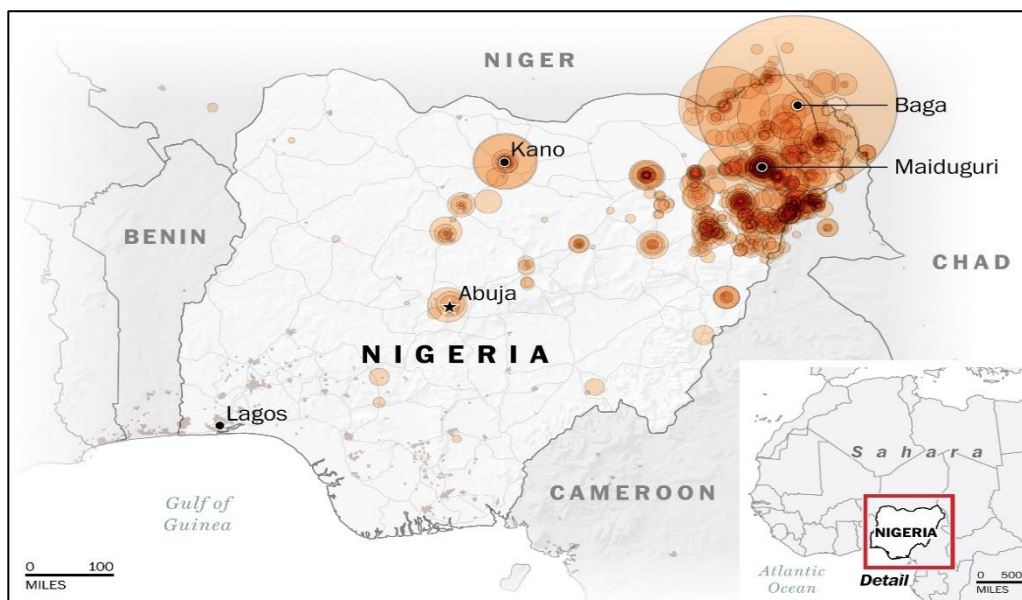 NIGER
Baga
Kano
Maiduguri
BENIN
CHAD
Abuja
NIGERIA
Lagos
CAMEROON
Gulf of
Guinea
0 100
MILES
Sahara
NIGERIA
Atlantic
Ocean
Detail
0 500
MILES